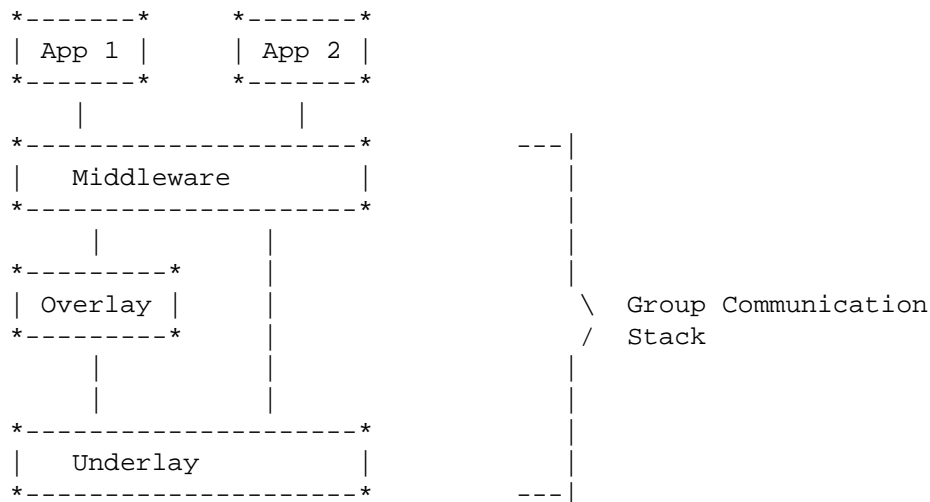 App 1 App 2
Middleware
Overlay \ Group Communication
/ Stack
Underlay